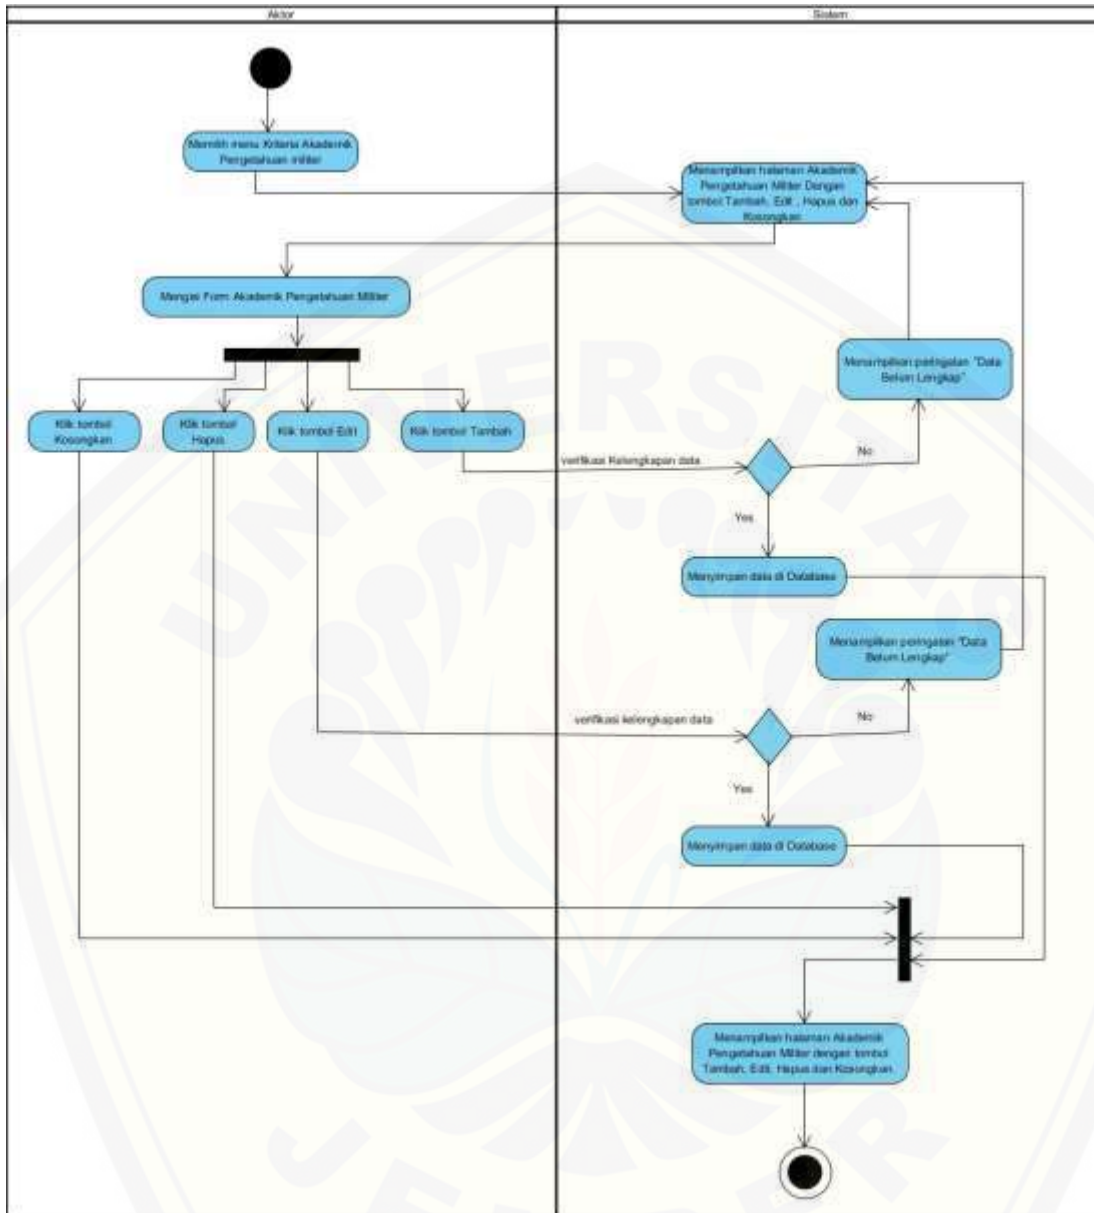 Aktor
Sistem
Memilih menu Kriteria Akademik
Pengetahuan militer
Menampilkan halaman Akademik
Pengetahuan Militer Dengan
tombol Tambah, Edit , Hapus dan
Kosongkan
Mengisi Form Akademik Pengetahuan Militer
Menampilkan peringatan "Data
Belum Lengkap"
Klik tombol
Kosongkan
Klik tombol
Hapus
Klik tombol Edit
Klik tombol Tambah
verifikasi Kelengkapan data
No
Yes
Menyimpan data di Database
Menampilkan peringatan "Data
Belum Lengkap"
verifikasi kelengkapan data
No
Yes
Menyimpan data di Database
Menampilkan halaman Akademik
Pengetahuan Militer dengan tombol
Tambah, Edit, Hapus dan Kosongkan
UNIVERSITAS
JEMBER